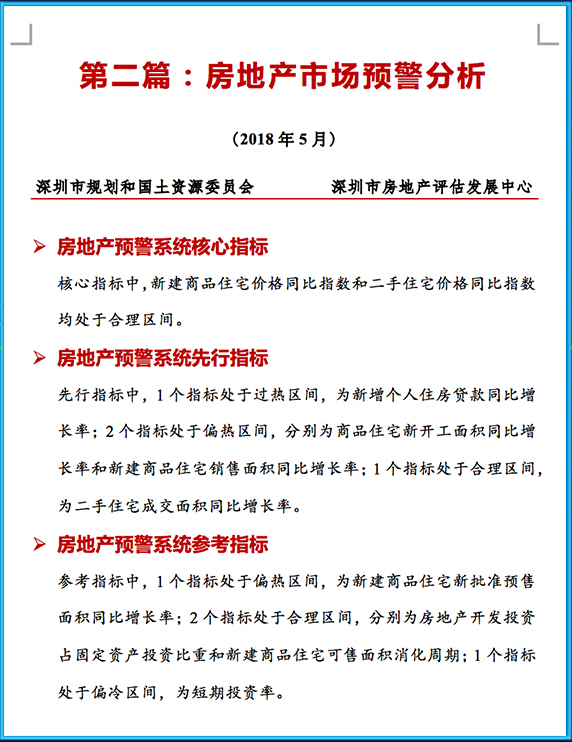 第二篇：房地产市场预警分析
（2018 年 5 月）
深圳市规划和国土资源委员会 深圳市房地产评估发展中心
房地产预警系统核心指标
核心指标中,新建商品住宅价格同比指数和二手住宅价格同比指数
均处于合理区间。
房地产预警系统先行指标
先行指标中，1 个指标处于过热区间，为新增个人住房贷款同比增
长率；2 个指标处于偏热区间，分别为商品住宅新开工面积同比增
长率和新建商品住宅销售面积同比增长率；1 个指标处于合理区间，
为二手住宅成交面积同比增长率。
房地产预警系统参考指标
参考指标中，1 个指标处于偏热区间，为新建商品住宅新批准预售
面积同比增长率；2 个指标处于合理区间，分别为房地产开发投资
占固定资产投资比重和新建商品住宅可售面积消化周期；1 个指标
处于偏冷区间，为短期投资率。